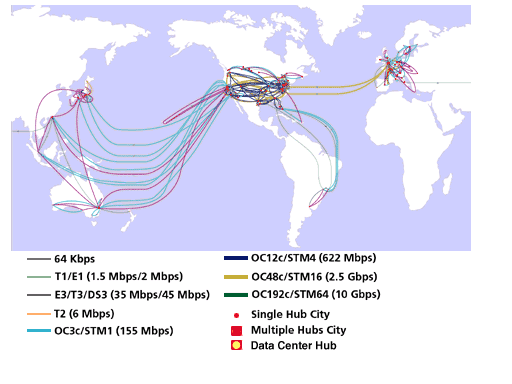 64 Kbps
T1/E1 (1.5 Mbps/2 Mbps)
E3/T3/DS3 (35 Mbps/45 Mbps)
T2 (6 Mbps)
OC3c/STM1 (155 Mbps)
OC12c/STM4 (622 Mbps)
OC48c/STM16 (2.5 Gbps)
OC192c/STM64 (10 Gbps)
Single Hub City
Multiple Hubs City
Data Center Hub